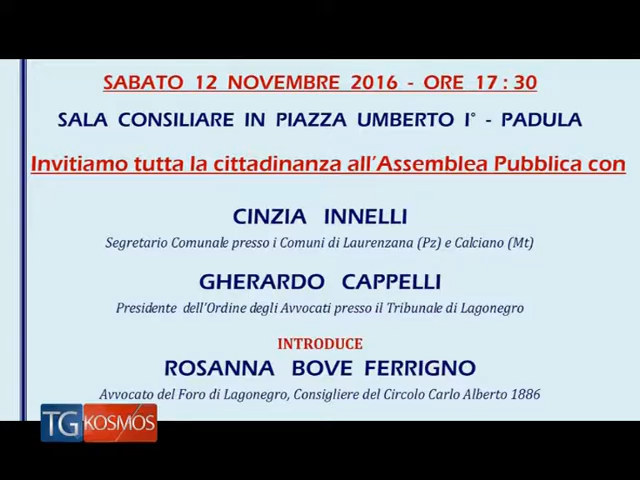 SABATO 12 NOVEMBRE 2016 - ORE 17:30
SALA CONSILIARE IN PIAZZA UMBERTO I° - PADULA
Invitiamo tutta la cittadinanza all'Assemblea Pubblica con
CINZIA INNELLI
Segretario Comunale presso i Comuni di Laurenzana (Pz) e Calciano (Mt)
GHERARDO CAPPELLI
Presidente dell'Ordine degli Avvocati presso il Tribunale di Lagonegro
INTRODUCE
ROSANNA BOVE FERRIGNO
Avvocato del Foro di Lagonegro, Consigliere del Circolo Carlo Alberto 1886
TG KOSMOS